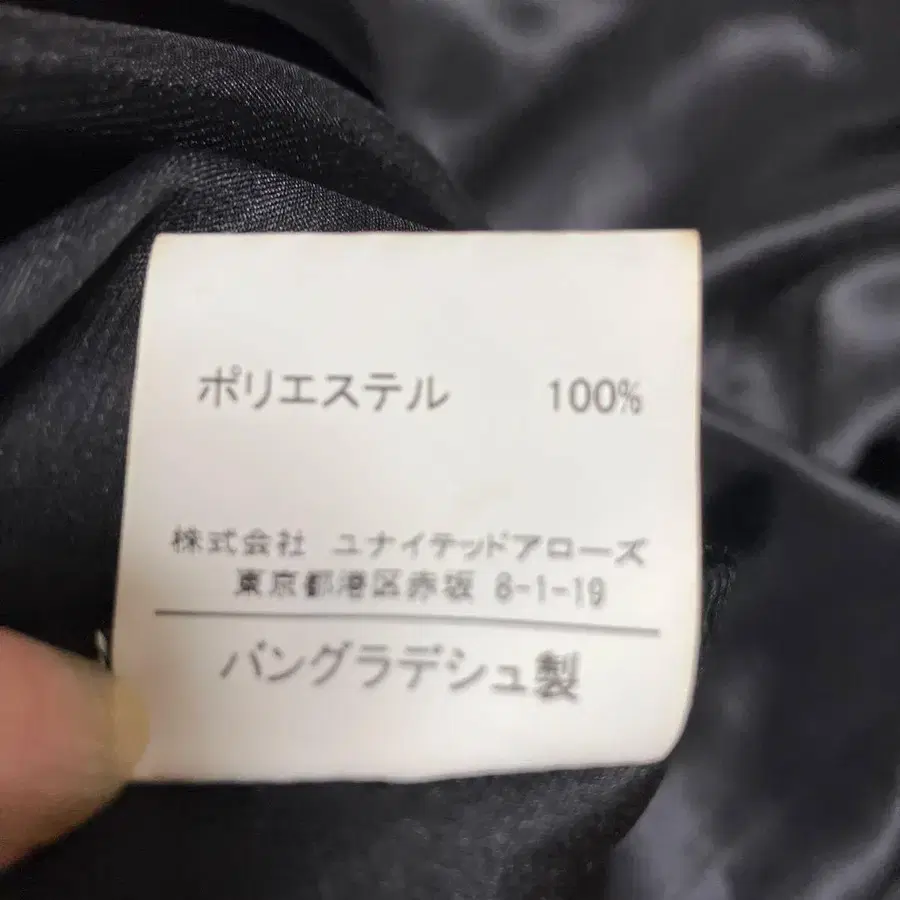 ポリエステル 100%
株式会社 ユナイテッドアローズ
東京都港区赤坂 8-1-19
バングラデシュ製